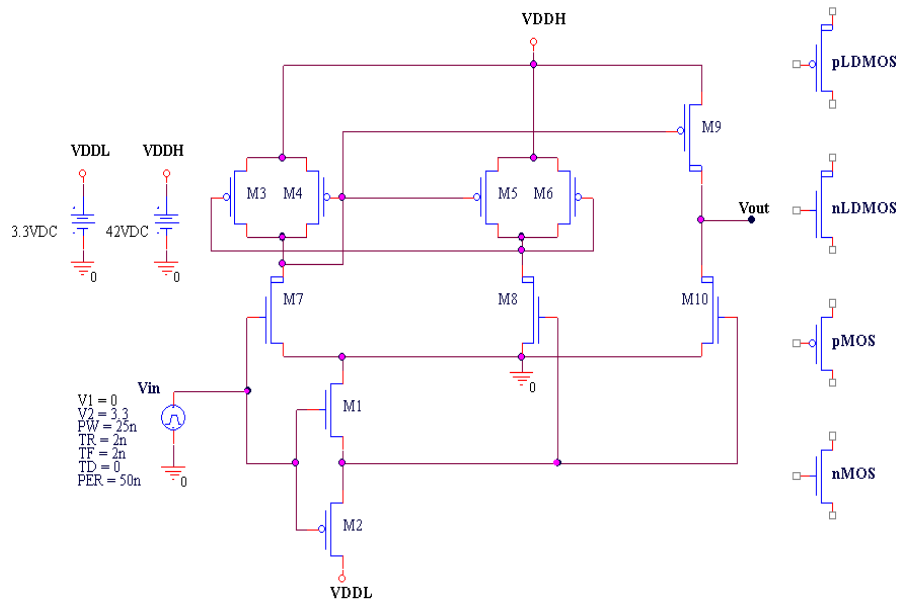 VDDH
pLDMOS
M9
VDDL
VDDH
M3
M4
M5
M6
Vout
nLDMOS
3.3VDC
42VDC
0
M7
M8
M10
pMOS
0
Vin
V1 = 0
V2 = 3.3
PW = 25n
TR = 2n
TF = 2n
TD = 0
PER = 50n
M1
0
nMOS
M2
VDDL